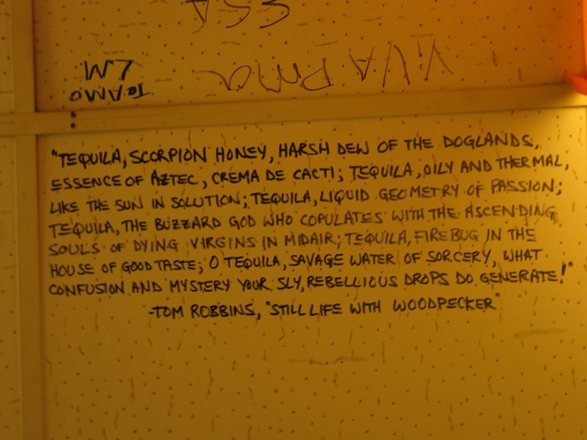 "TEQUILA, SCORPION HONEY, HARSH DEW OF THE DOGLANDS,
ESSENCE OF AZTEC, CREMA DE CACTI; TEQUILA, OILY AND THERMAL,
LIKE THE SUN IN SOLUTION; TEQUILA, LIQUID GEOMETRY OF PASSION;
TEQUILA, THE BUZZARD GOD WHO COPULATES WITH THE ASCENDING
SOULS OF DYING VIRGINS IN MIDAIR; TEQUILA, FIREBUG IN THE
HOUSE OF GOOD TASTE; O TEQUILA, SAVAGE WATER OF SORCERY, WHAT
CONFUSION AND MYSTERY YOUR SLY, REBELLIOUS DROPS DO GENERATE!"
-TOM ROBBINS, "STILL LIFE WITH WOODPECKER"
TE AMO
LM